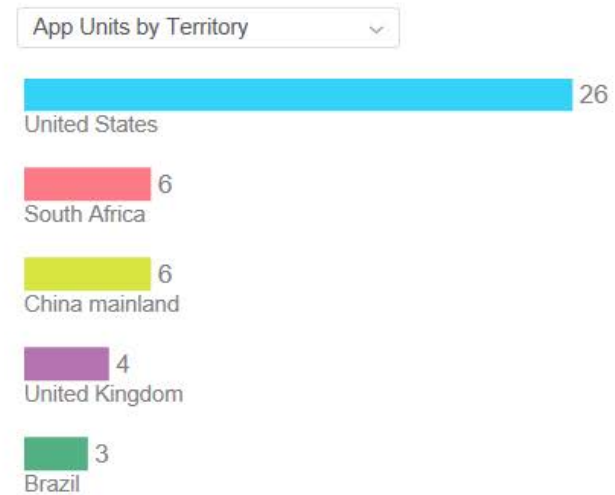 App Units by Territory
26
United States
6
South Africa
6
China mainland
4
United Kingdom
3
Brazil